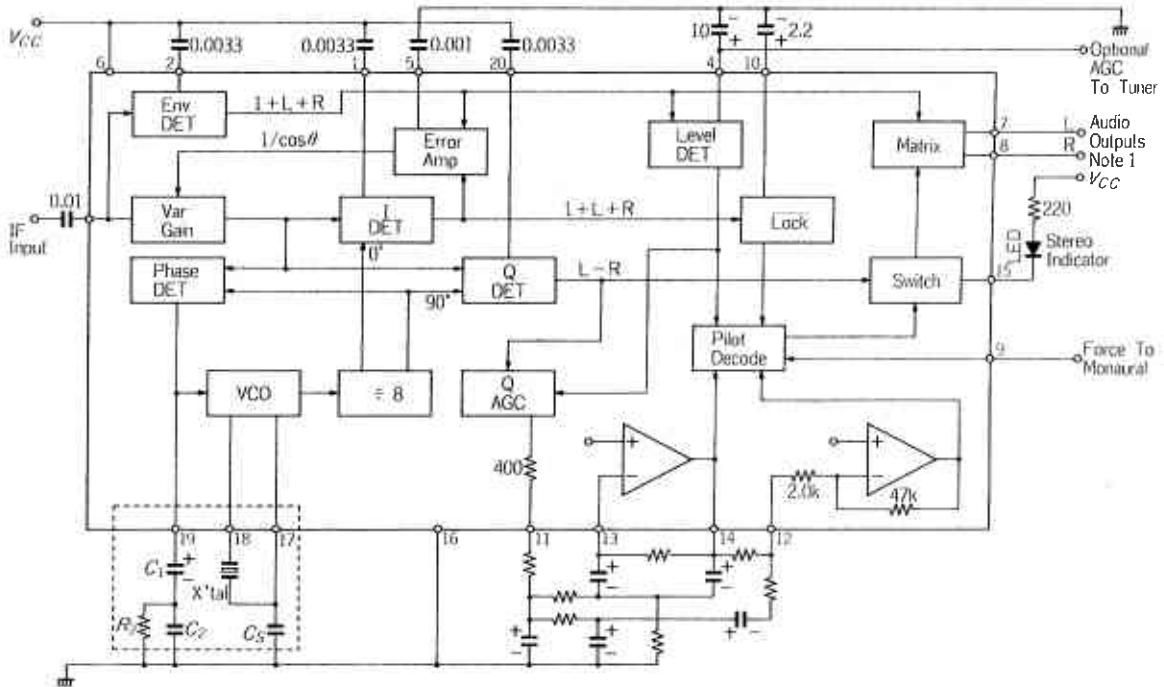 VCC
0.0033
0.0033
0.001
0.0033
10
2.2
Optional
AGC
To Tuner
6
2
1
5
20
4
10
Env
DET
1+L+R
1/cosθ
Error
Amp
Level
DET
Matrix
7
L
8
R
Audio
Outputs
Note 1
VCC
220
LED
Stereo
Indicator
15
0.01
IF
Input
Var
Gain
I
DET
1+L+R
Lock
0°
Phase
DET
90°
Q
DET
L-R
Switch
Pilot
Decode
9
Force To
Monaural
VCO
÷ 8
Q
AGC
400
+
−
+
−
2.0k
47k
19
18
17
16
11
13
14
12
C1
+
−
X'tal
C2
CS
+
−
+
−
+
−
+
−
+ −